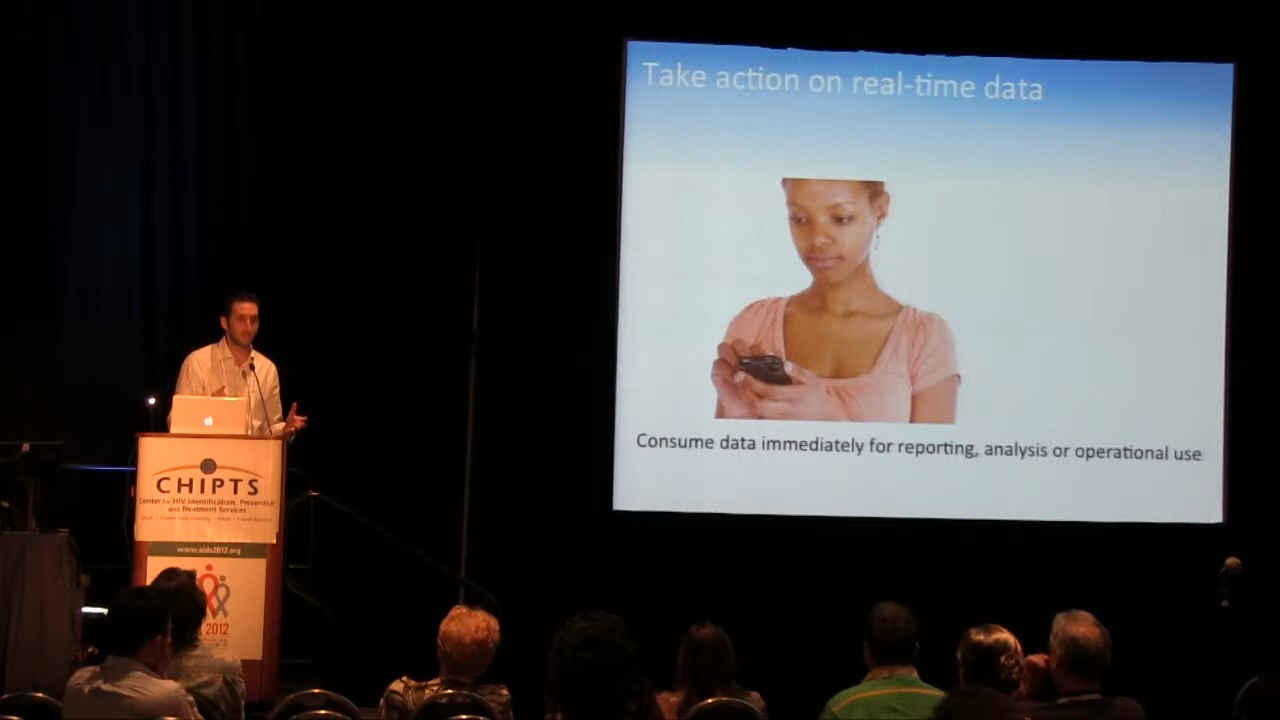 Take action on real-time data
Consume data immediately for reporting, analysis or operational use
CHIPTS
Center for HIV Identification, Prevention
and Treatment Services
www.aids2012.org
2012